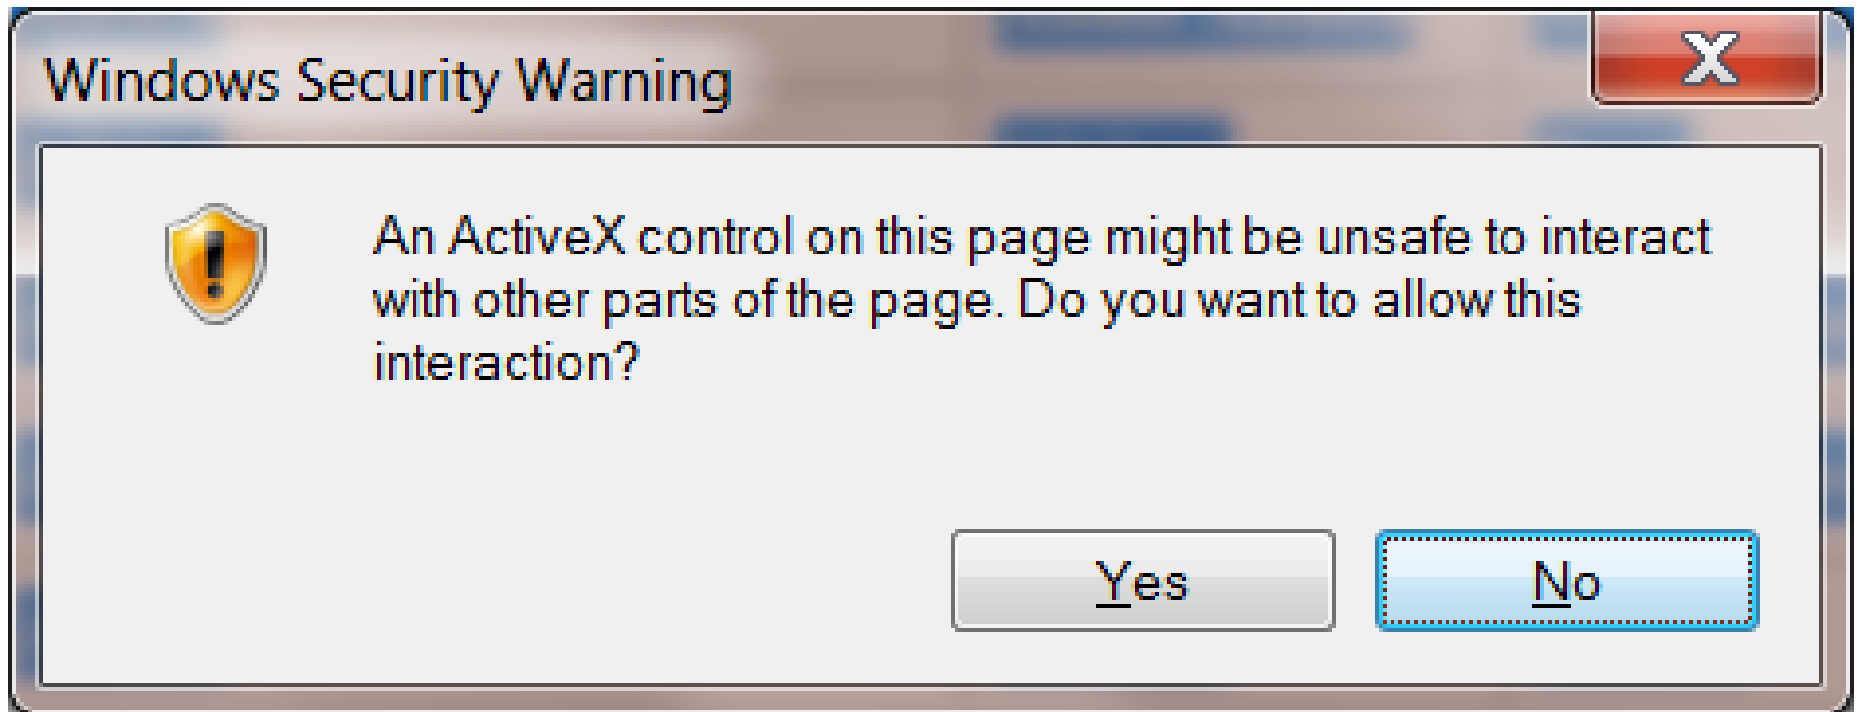 Windows Security Warning
An ActiveX control on this page might be unsafe to interact
with other parts of the page. Do you want to allow this
interaction?
Yes
No